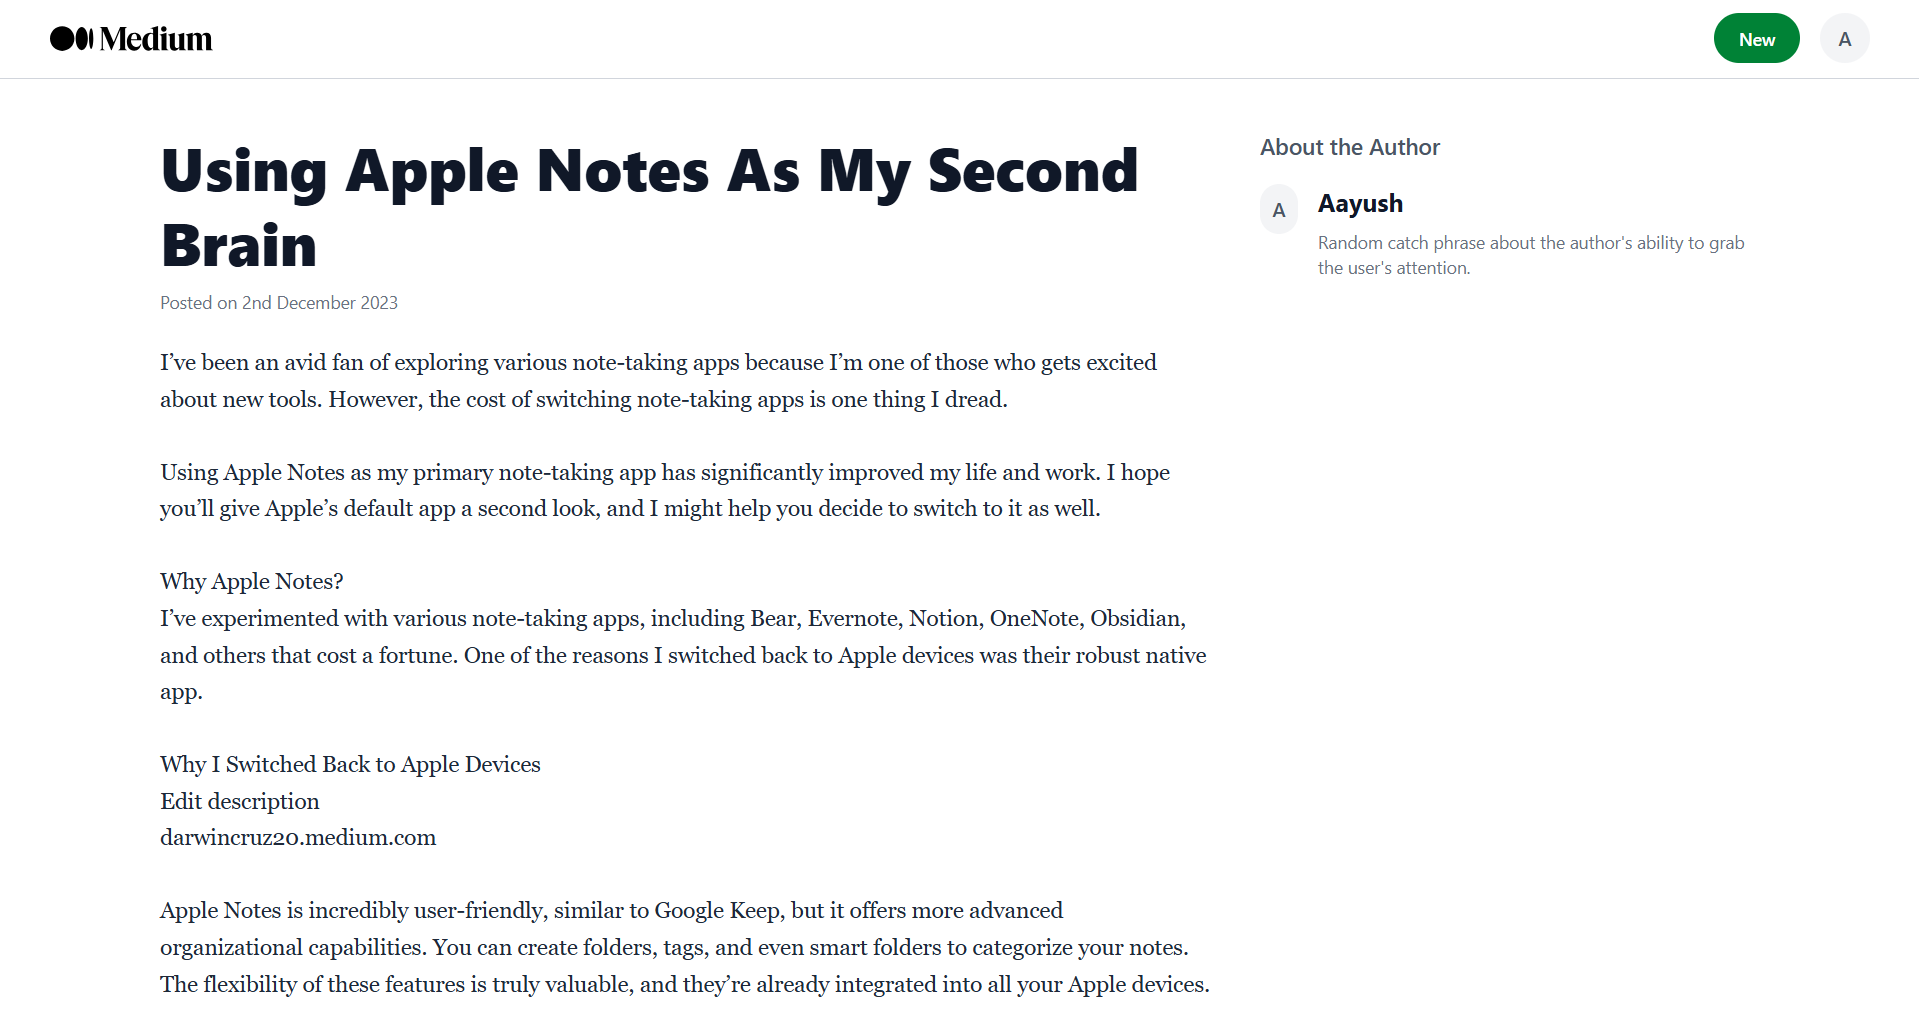 Medium
New
A
Using Apple Notes As My Second
Brain
Posted on 2nd December 2023
I’ve been an avid fan of exploring various note-taking apps because I’m one of those who gets excited
about new tools. However, the cost of switching note-taking apps is one thing I dread.
Using Apple Notes as my primary note-taking app has significantly improved my life and work. I hope
you’ll give Apple’s default app a second look, and I might help you decide to switch to it as well.
Why Apple Notes?
I’ve experimented with various note-taking apps, including Bear, Evernote, Notion, OneNote, Obsidian,
and others that cost a fortune. One of the reasons I switched back to Apple devices was their robust native
app.
Why I Switched Back to Apple Devices
Edit description
darwincruz20.medium.com
Apple Notes is incredibly user-friendly, similar to Google Keep, but it offers more advanced
organizational capabilities. You can create folders, tags, and even smart folders to categorize your notes.
The flexibility of these features is truly valuable, and they’re already integrated into all your Apple devices.
About the Author
A
Aayush
Random catch phrase about the author's ability to grab
the user's attention.